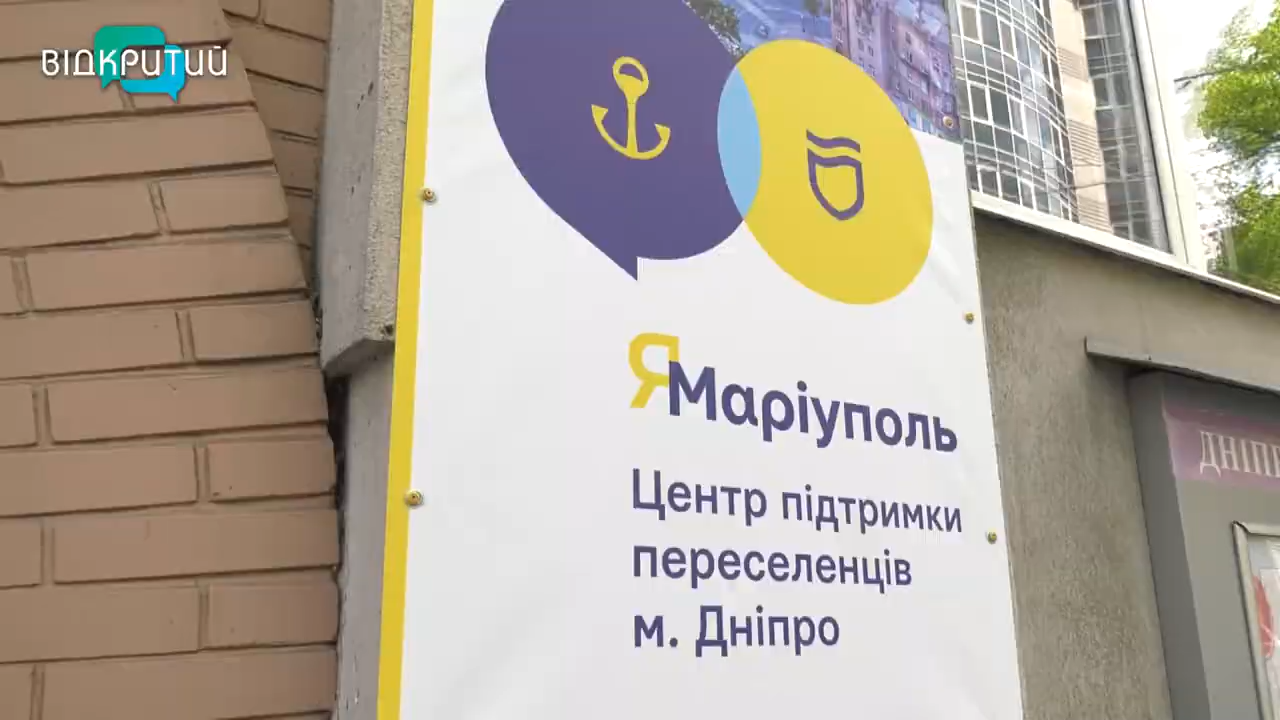 ВІДКРИТИЙ
ЯМаріуполь
Центр підтримки
переселенців
м. Дніпро